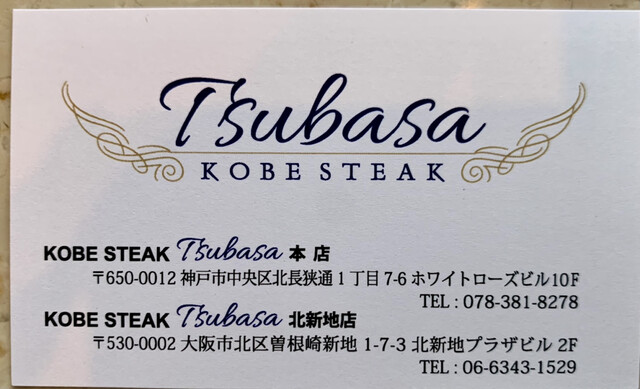 Tsubasa
KOBE STEAK
KOBE STEAK Tsubasa 本店
〒650-0012 神戸市中央区北長狭通1丁目7-6 ホワイトローズビル10F
TEL : 078-381-8278
KOBE STEAK Tsubasa 北新地店
〒530-0002 大阪市北区曽根崎新地 1-7-3 北新地プラザビル 2F
TEL : 06-6343-1529